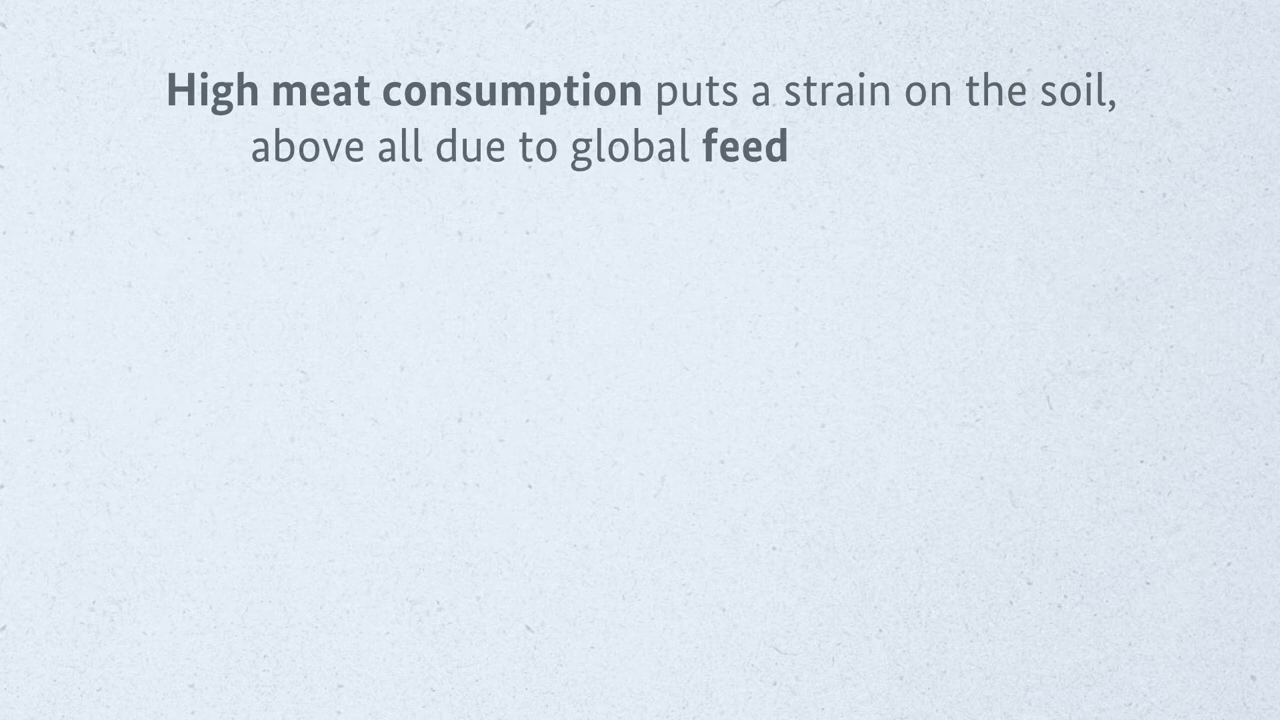 High meat consumption puts a strain on the soil,
above all due to global feed